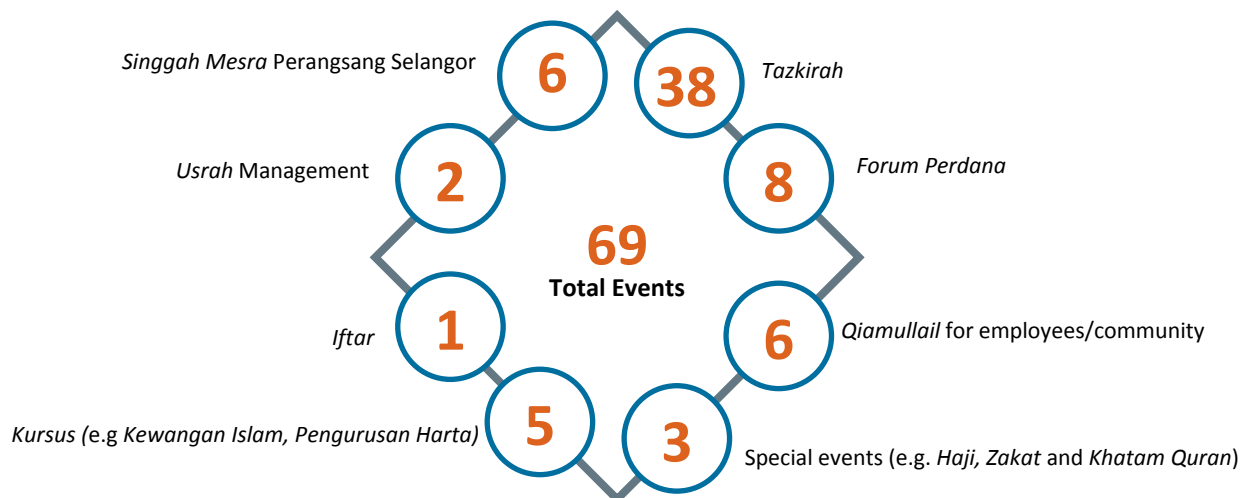 Singgah Mesra Perangsang Selangor
6
38
Tazkirah
Usrah Management
2
8
Forum Perdana
69
Total Events
Iftar
1
6
Qiamullail for employees/community
Kursus (e.g Kewangan Islam, Pengurusan Harta)
5
3
Special events (e.g. Haji, Zakat and Khatam Quran)